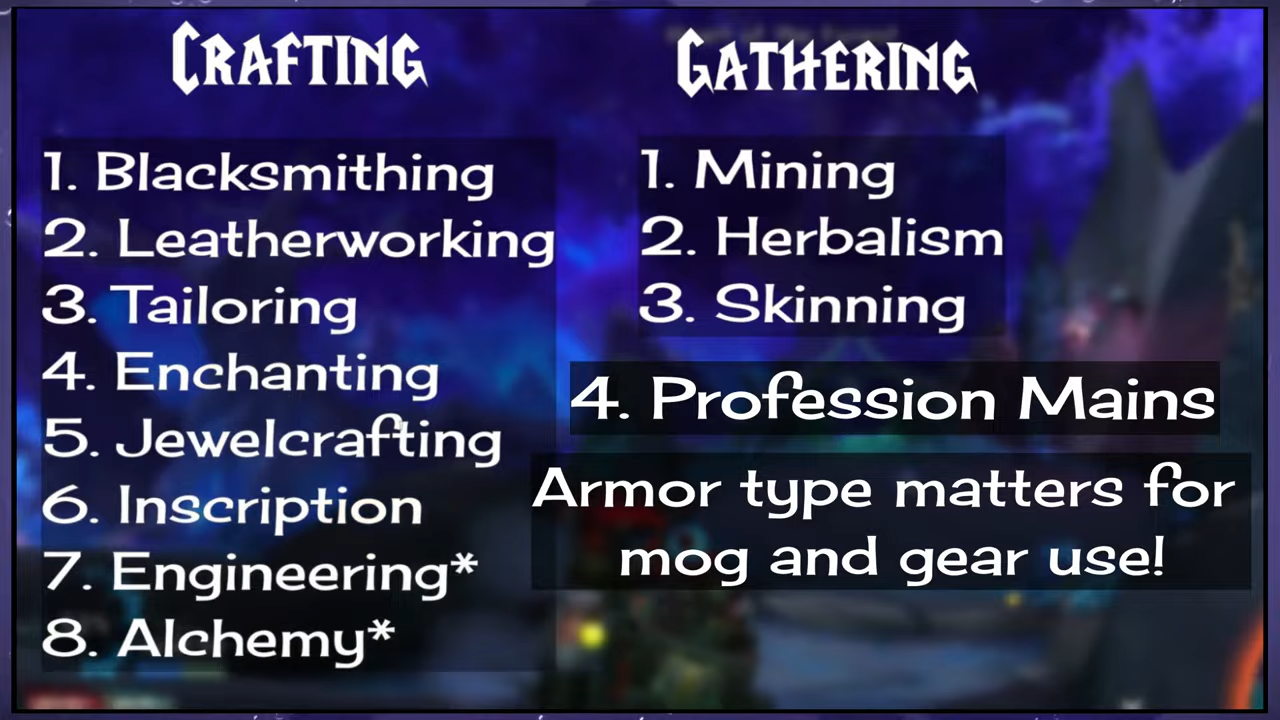 Crafting
1. Blacksmithing
2. Leatherworking
3. Tailoring
4. Enchanting
5. Jewelcrafting
6. Inscription
7. Engineering*
8. Alchemy*
Gathering
1. Mining
2. Herbalism
3. Skinning
4. Profession Mains
Armor type matters for
mog and gear use!